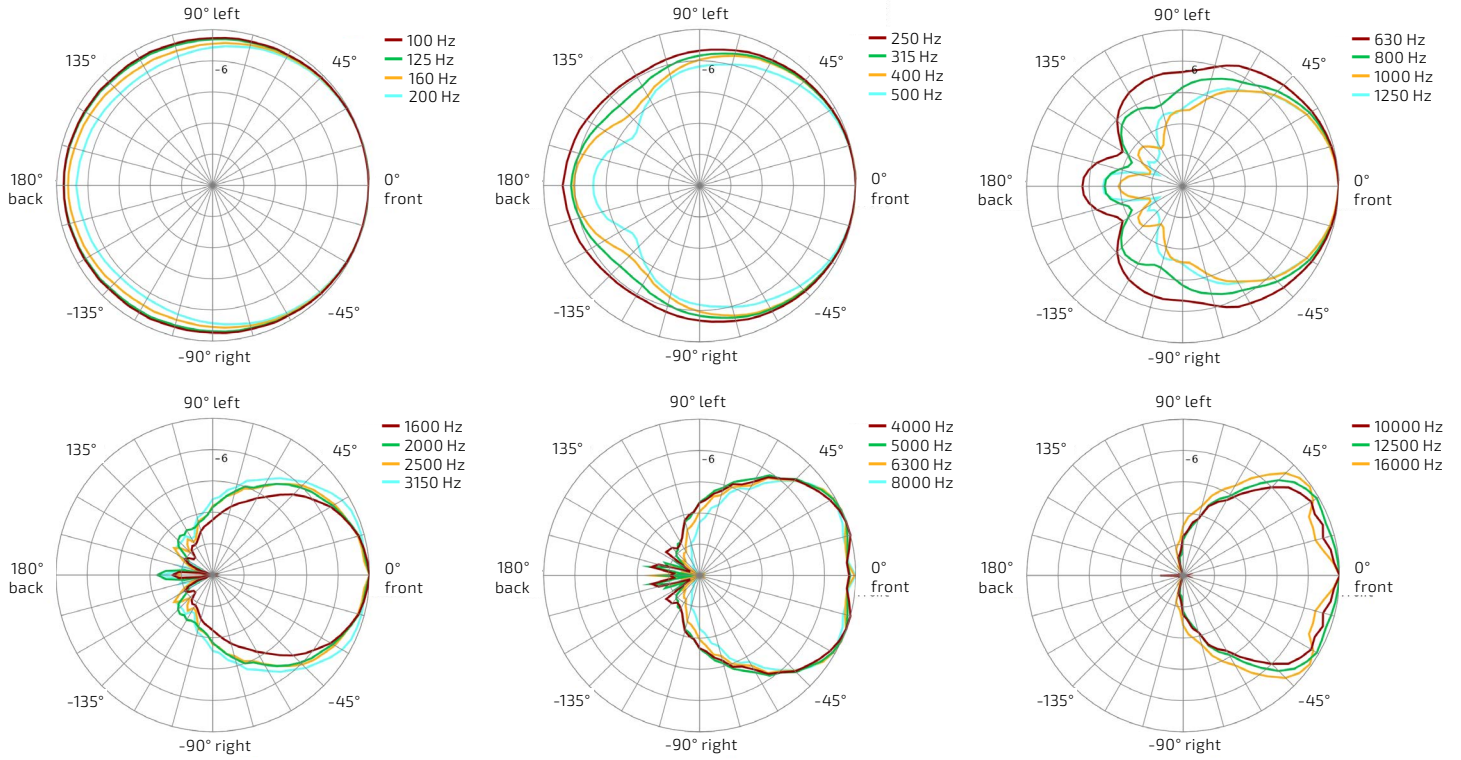 90° left
135°
45°
-6
180°
back
0°
front
-135°
-45°
-90° right
100 Hz
125 Hz
160 Hz
200 Hz
90° left
135°
45°
-6
180°
back
0°
front
-135°
-45°
-90° right
250 Hz
315 Hz
400 Hz
500 Hz
90° left
135°
45°
-6
180°
back
0°
front
-135°
-45°
-90° right
630 Hz
800 Hz
1000 Hz
1250 Hz
90° left
135°
45°
-6
180°
back
0°
front
-135°
-45°
-90° right
1600 Hz
2000 Hz
2500 Hz
3150 Hz
90° left
135°
45°
-6
180°
back
0°
front
-135°
-45°
-90° right
4000 Hz
5000 Hz
6300 Hz
8000 Hz
90° left
135°
45°
-6
180°
back
0°
front
-135°
-45°
-90° right
10000 Hz
12500 Hz
16000 Hz